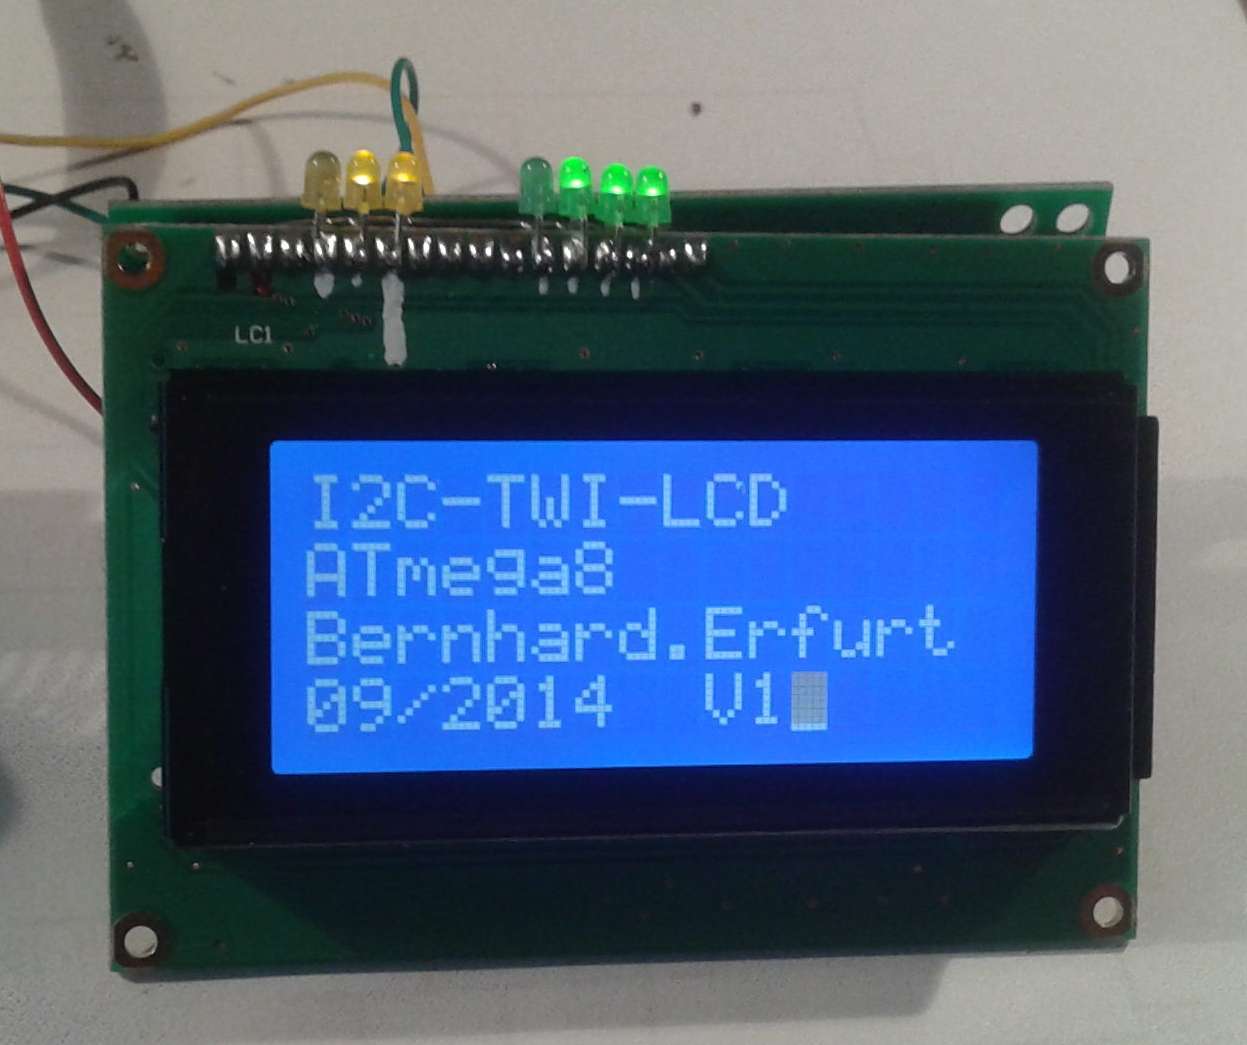 LC1
I2C-TWI-LCD
ATmega8
Bernhard.Erfurt
09/2014  V1